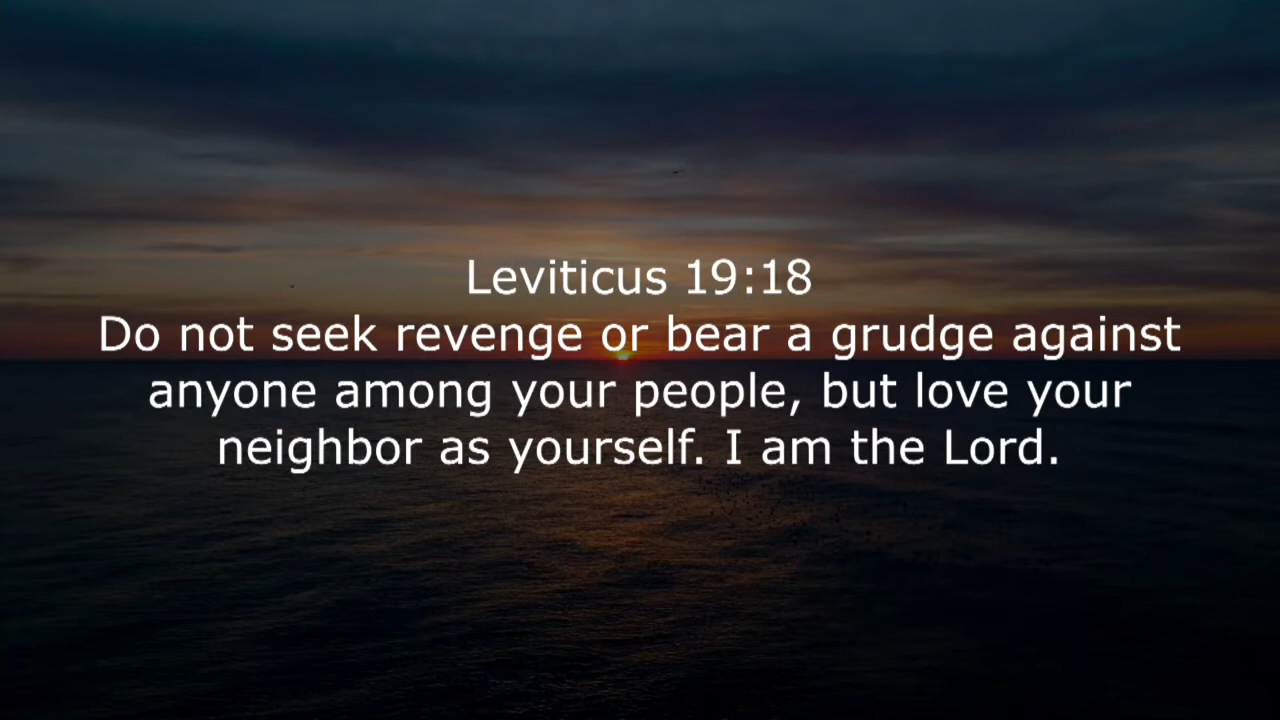 Leviticus 19:18
Do not seek revenge or bear a grudge against
anyone among your people, but love your
neighbor as yourself. I am the Lord.